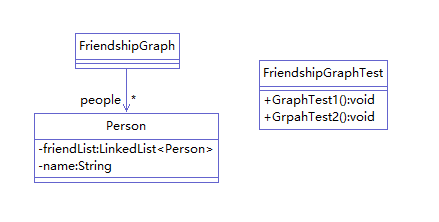 FriendshipGraph
people
*
Person
-friendList:LinkedList<Person>
-name:String
FriendshipGraphTest
+GraphTest1():void
+GrpahTest2():void